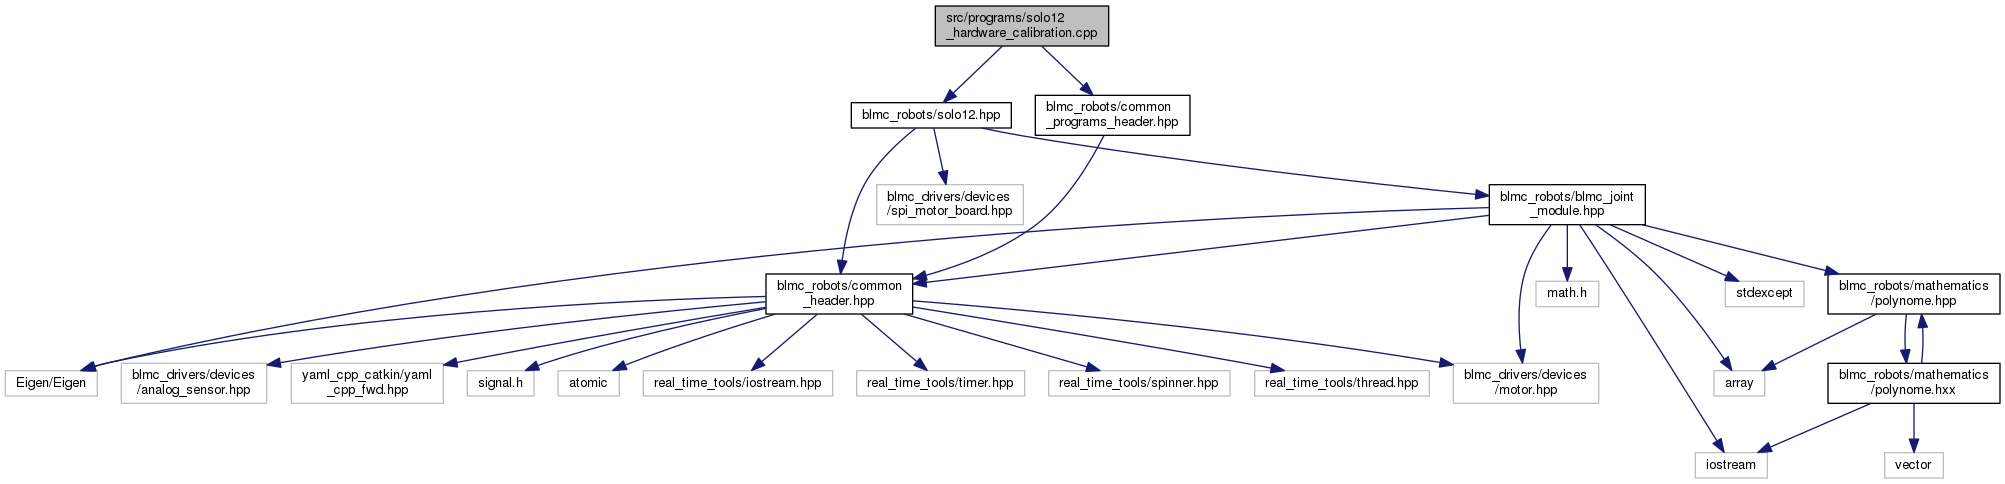 src/programs/solo12
_hardware_calibration.cpp
blmc_robots/solo12.hpp
blmc_robots/common
_programs_header.hpp
blmc_drivers/devices
/spi_motor_board.hpp
blmc_robots/blmc_joint
_module.hpp
blmc_robots/common
_header.hpp
math.h
stdexcept
blmc_robots/mathematics
/polynome.hpp
Eigen/Eigen
blmc_drivers/devices
/analog_sensor.hpp
yaml_cpp_catkin/yaml
_cpp_fwd.hpp
signal.h
atomic
real_time_tools/iostream.hpp
real_time_tools/timer.hpp
real_time_tools/spinner.hpp
real_time_tools/thread.hpp
blmc_drivers/devices
/motor.hpp
array
blmc_robots/mathematics
/polynome.hxx
iostream
vector